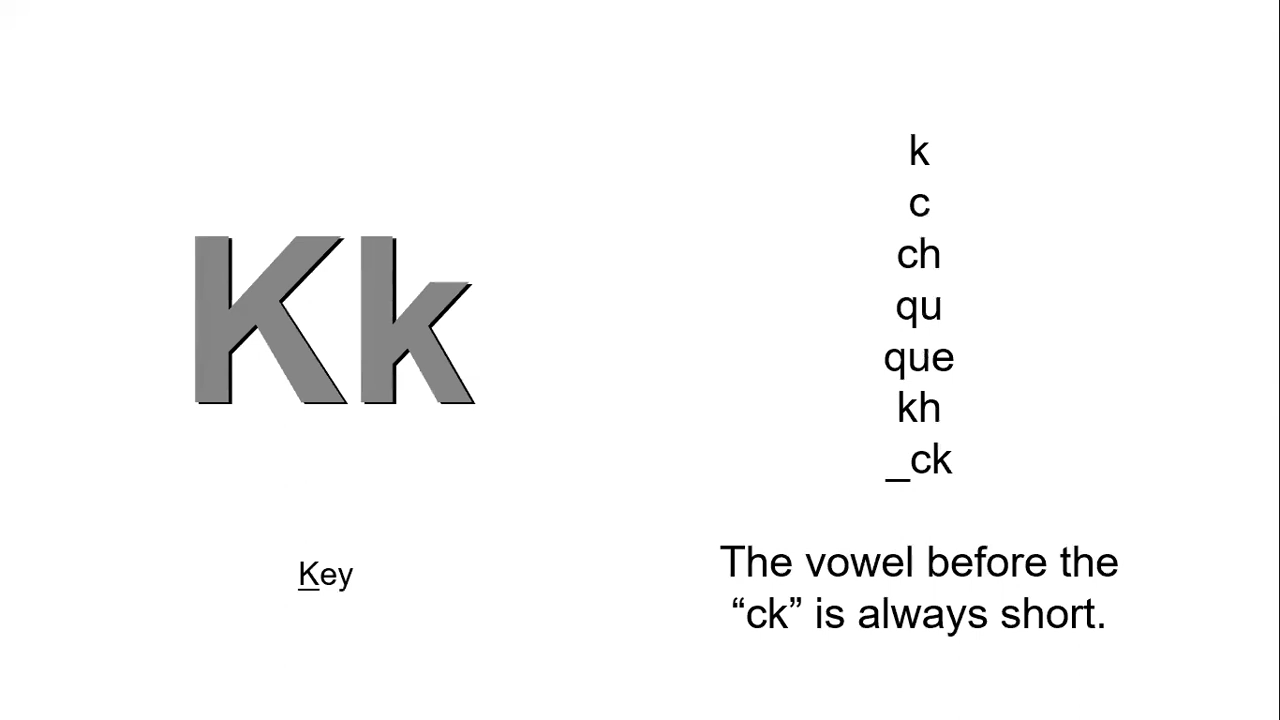 Kk
Key
k
c
ch
qu
que
kh
_ck
The vowel before the
“ck” is always short.